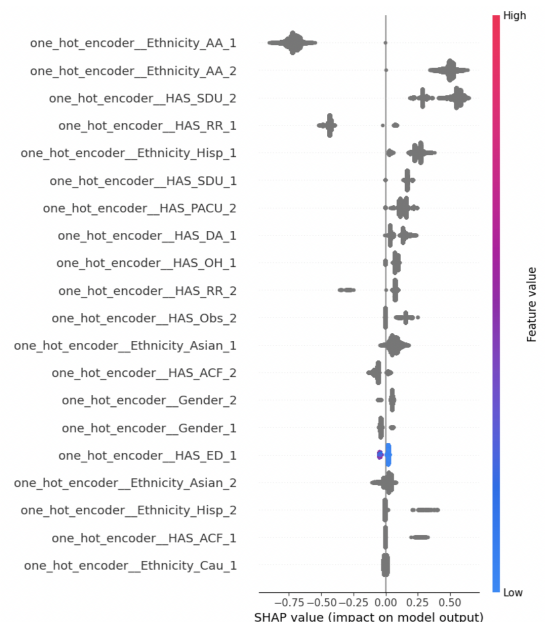 High
one_hot_encoder__Ethnicity_AA_1
one_hot_encoder__Ethnicity_AA_2
one_hot_encoder__HAS_SDU_2
one_hot_encoder__HAS_RR_1
one_hot_encoder__Ethnicity_Hisp_1
one_hot_encoder__HAS_SDU_1
one_hot_encoder__HAS_PACU_2
one_hot_encoder__HAS_DA_1
one_hot_encoder__HAS_OH_1
one_hot_encoder__HAS_RR_2
one_hot_encoder__HAS_Obs_2
one_hot_encoder__Ethnicity_Asian_1
one_hot_encoder__HAS_ACF_2
one_hot_encoder__Gender_2
one_hot_encoder__Gender_1
one_hot_encoder__HAS_ED_1
one_hot_encoder__Ethnicity_Asian_2
one_hot_encoder__Ethnicity_Hisp_2
one_hot_encoder__HAS_ACF_1
one_hot_encoder__Ethnicity_Cau_1
Feature value
Low
−0.75 −0.50 −0.25 0.00 0.25 0.50
SHAP value (impact on model output)